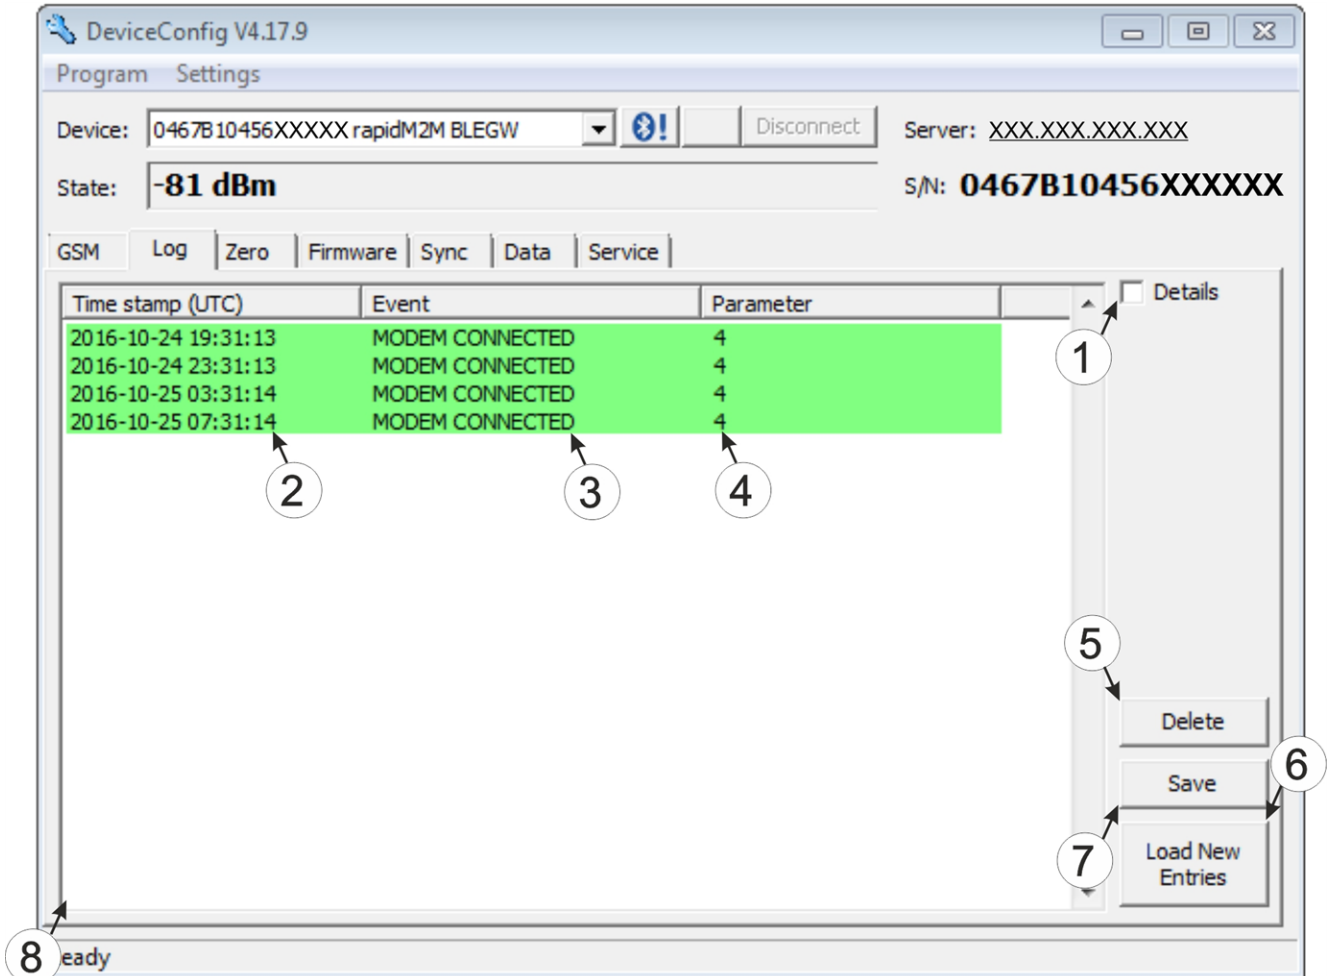 DeviceConfig V4.17.9
Program Settings
Device: 0467B10456XXXXX rapidM2M BLEGW ! Disconnect Server: XXX.XXX.XXX.XXX
State: -81 dBm S/N: 0467B10456XXXXXX
GSM Log Zero Firmware Sync Data Service
Time stamp (UTC) Event Parameter Details
2016-10-24 19:31:13 MODEM CONNECTED 4
1
2016-10-24 23:31:13 MODEM CONNECTED 4
2016-10-25 03:31:14 MODEM CONNECTED 4
2016-10-25 07:31:14 MODEM CONNECTED 4
2 3 4
5
Delete
6
Save
7
Load New
Entries
8
eady